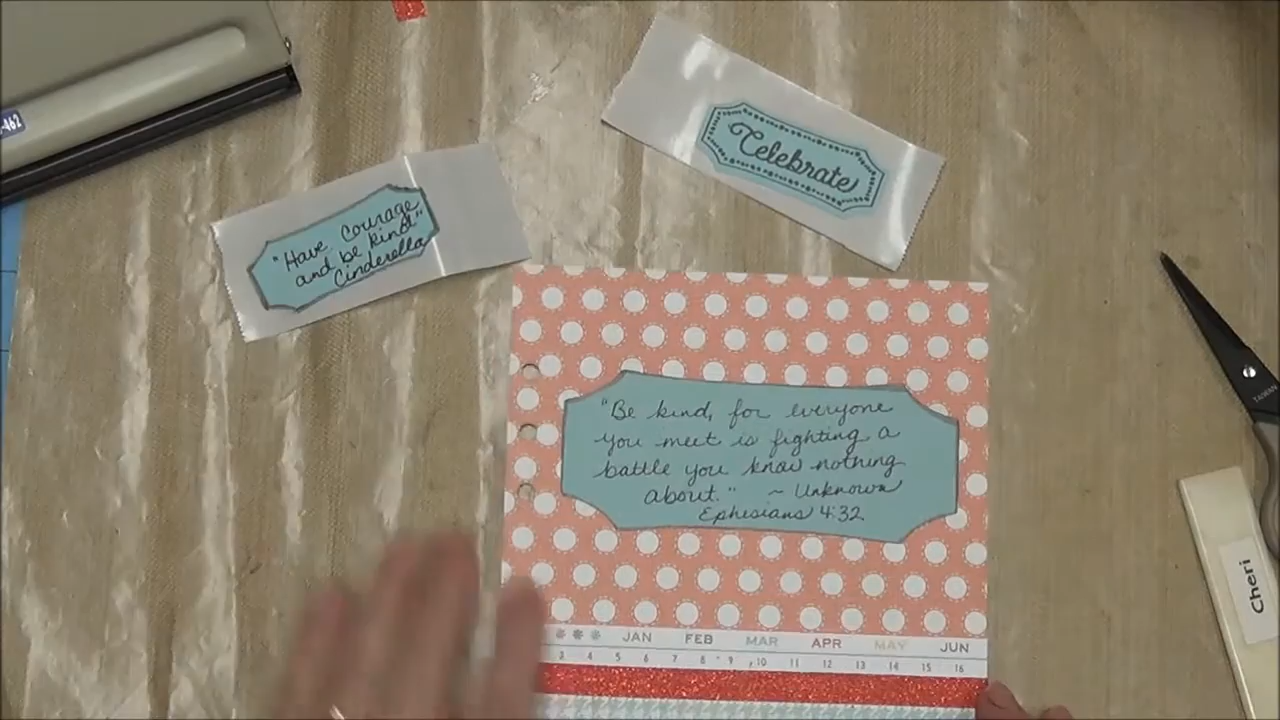 -462
Celebrate
"Have courage
and be kind"
Cinderella
"Be kind, for everyone
you meet is fighting a
battle you know nothing
about." ~ Unknown
Ephesians 4:32
JAN FEB MAR APR MAY JUN
3 4 5 6 7 8 9 10 11 12 13 14 15 16
TAIWAN
Cheri